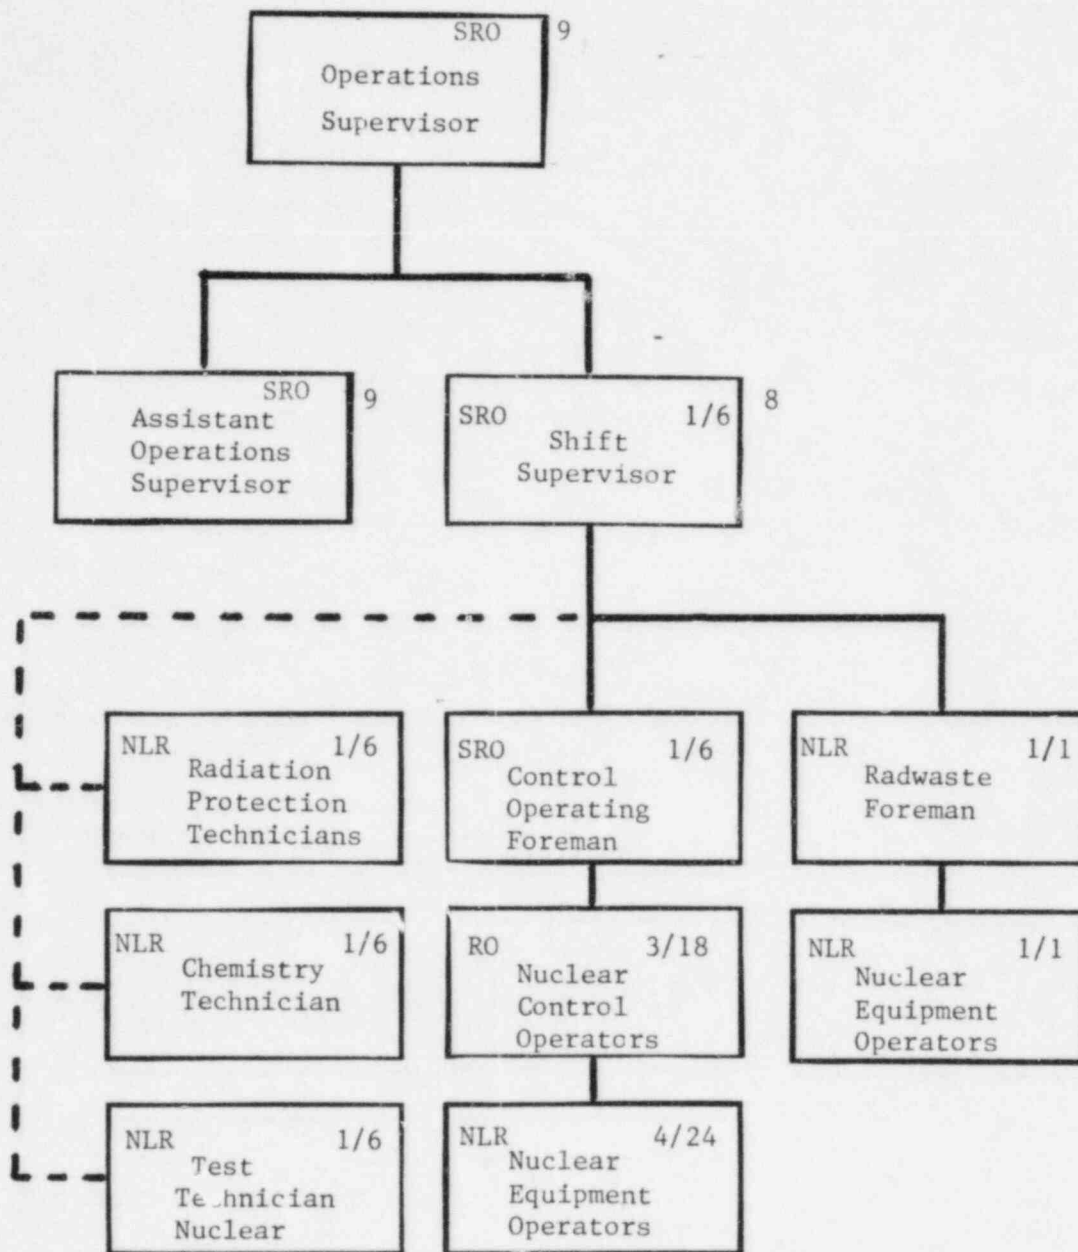 SRO 9
Operations
Supervisor
SRO 9
Assistant
Operations
Supervisor
SRO 1/6 8
Shift
Supervisor
NLR 1/6
Radiation
Protection
Technicians
SRO 1/6
Control
Operating
Foreman
NLR 1/1
Radwaste
Foreman
NLR 1/6
Chemistry
Technician
RO 3/18
Nuclear
Control
Operators
NLR 1/1
Nuclear
Equipment
Operators
NLR 1/6
Test
Technician
Nuclear
NLR 4/24
Nuclear
Equipment
Operators